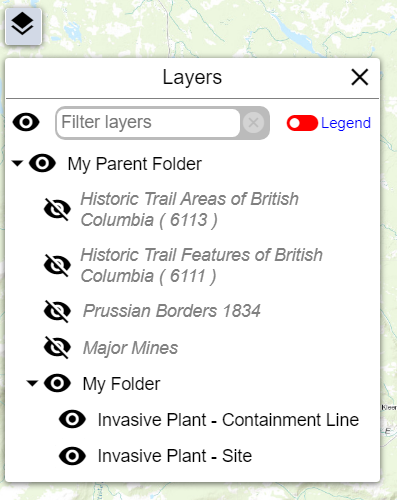 Layers
Filter layers
Legend
My Parent Folder
Historic Trail Areas of British
Columbia ( 6113 )
Historic Trail Features of British
Columbia ( 6111 )
Prussian Borders 1834
Major Mines
My Folder
Invasive Plant - Containment Line
Invasive Plant - Site